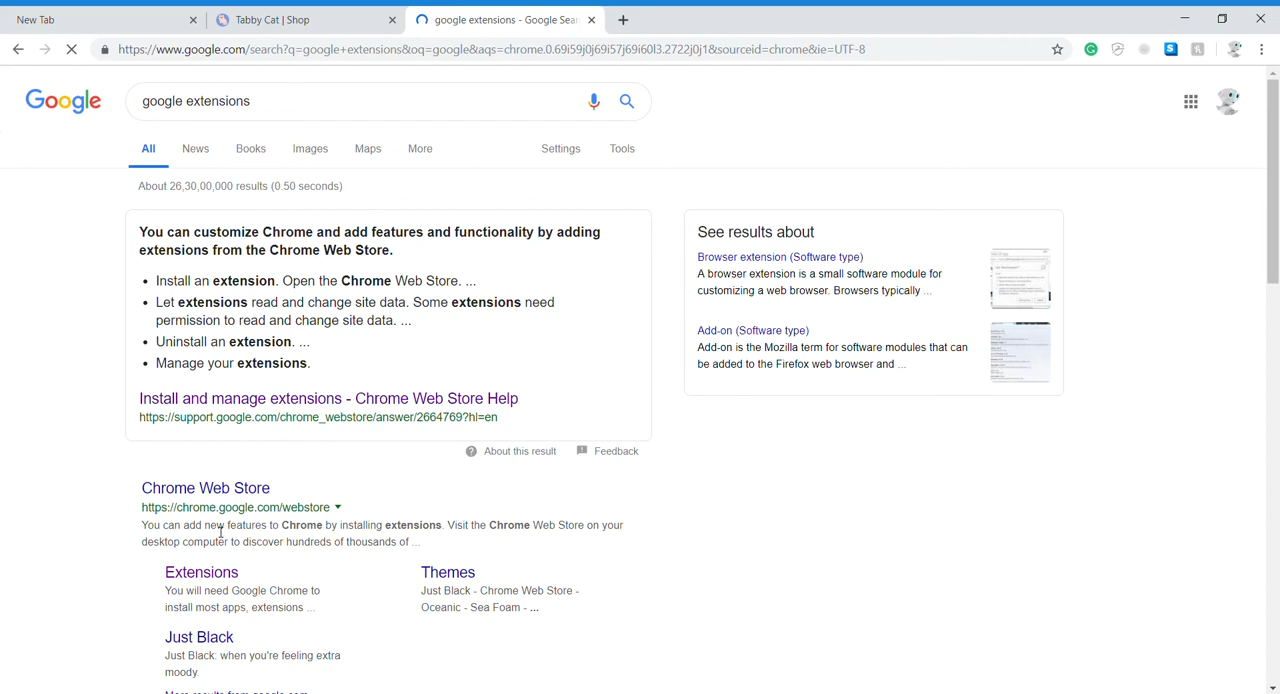 New Tab
Tabby Cat | Shop
google extensions - Google Sear
https://www.google.com/search?q=google+extensions&oq=google&aqs=chrome.0.69i59j0j69i57j69i60l3.2722j0j1&sourceid=chrome&ie=UTF-8
Google
google extensions
All News Books Images Maps More Settings Tools
About 26,30,00,000 results (0.50 seconds)
You can customize Chrome and add features and functionality by adding
extensions from the Chrome Web Store.
• Install an extension. Open the Chrome Web Store. ...
• Let extensions read and change site data. Some extensions need
permission to read and change site data. ...
• Uninstall an extension. ...
• Manage your extensions.
Install and manage extensions - Chrome Web Store Help
https://support.google.com/chrome_webstore/answer/2664769?hl=en
About this result Feedback
See results about
Browser extension (Software type)
A browser extension is a small software module for
customizing a web browser. Browsers typically ...
Add-on (Software type)
Add-on is the Mozilla term for software modules that can
be added to the Firefox web browser and ...
Chrome Web Store
https://chrome.google.com/webstore
You can add new features to Chrome by installing extensions. Visit the Chrome Web Store on your
desktop computer to discover hundreds of thousands of ...
Extensions
You will need Google Chrome to
install most apps, extensions ...
Themes
Just Black - Chrome Web Store -
Oceanic - Sea Foam - ...
Just Black
Just Black: when you're feeling extra
moody.
More results from google.com